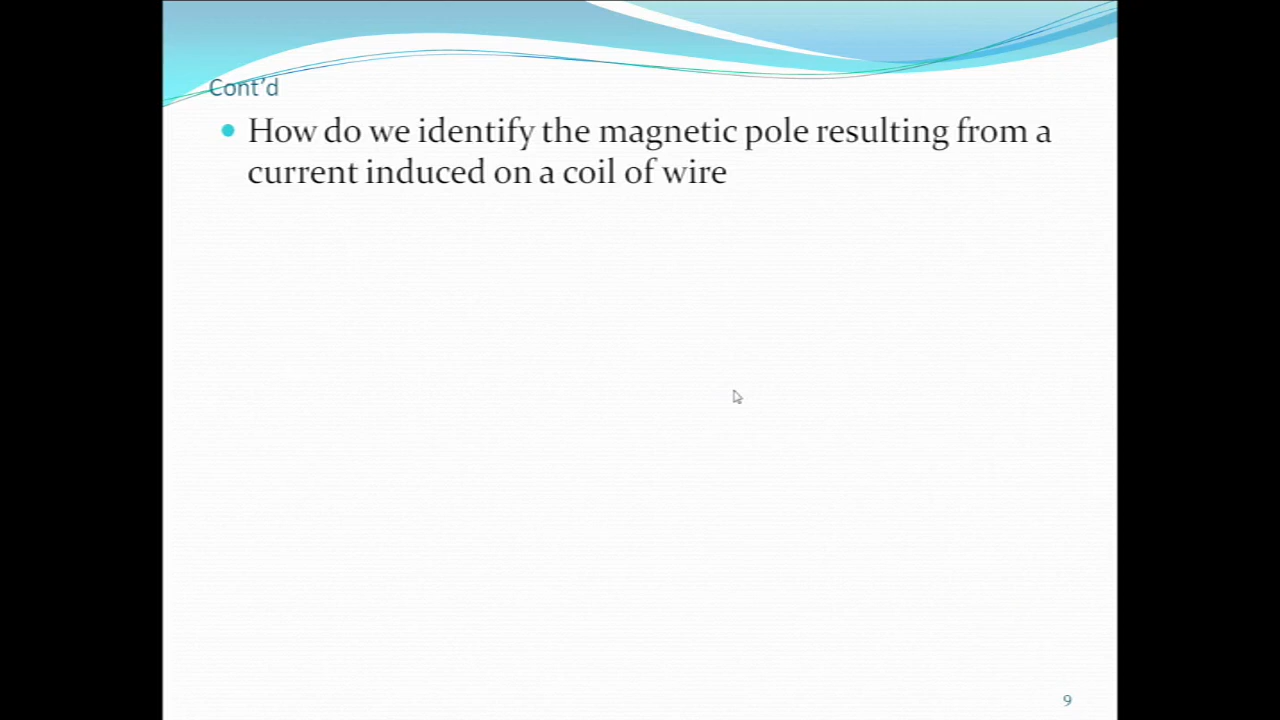 Cont’d
How do we identify the magnetic pole resulting from a
current induced on a coil of wire
9